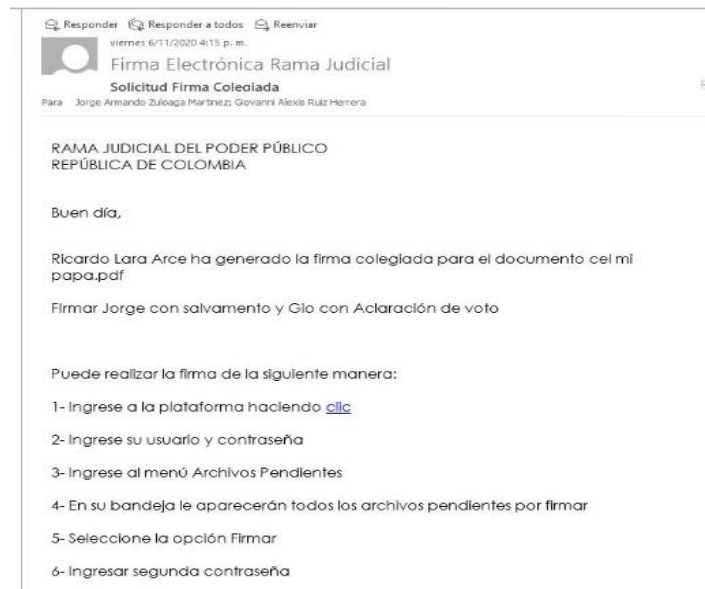 Responder Responder a todos Reenviar
viernes 6/11/2020 4:15 p. m.
Firma Electrónica Rama Judicial
Solicitud Firma Colegiada
Para Jorge Armando Zuloaga Martinez; Giovanni Alexis Ruiz Herrera
RAMA JUDICIAL DEL PODER PÚBLICO
REPÚBLICA DE COLOMBIA
Buen día,
Ricardo Lara Arce ha generado la firma colegiada para el documento cel mi
papa.pdf
Firmar Jorge con salvamento y Gio con Aclaración de voto
Puede realizar la firma de la siguiente manera:
1- Ingrese a la plataforma haciendo clic
2- Ingrese su usuario y contraseña
3- Ingrese al menú Archivos Pendientes
4- En su bandeja le aparecerán todos los archivos pendientes por firmar
5- Seleccione la opción Firmar
6- Ingresar segunda contraseña